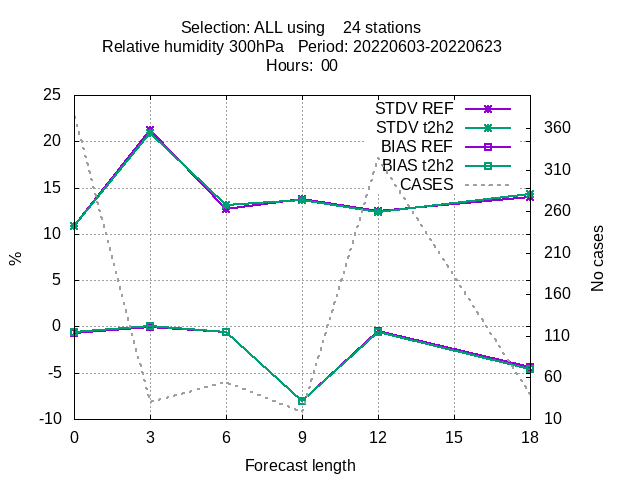 Selection: ALL using    24 stations
Relative humidity 300hPa   Period: 20220603-20220623
Hours:  00
25
20
15
10
5
0
-5
-10
%
STDV REF
STDV t2h2
BIAS REF
BIAS t2h2
CASES
360
310
260
210
160
110
60
10
No cases
0 3 6 9 12 15 18
Forecast length